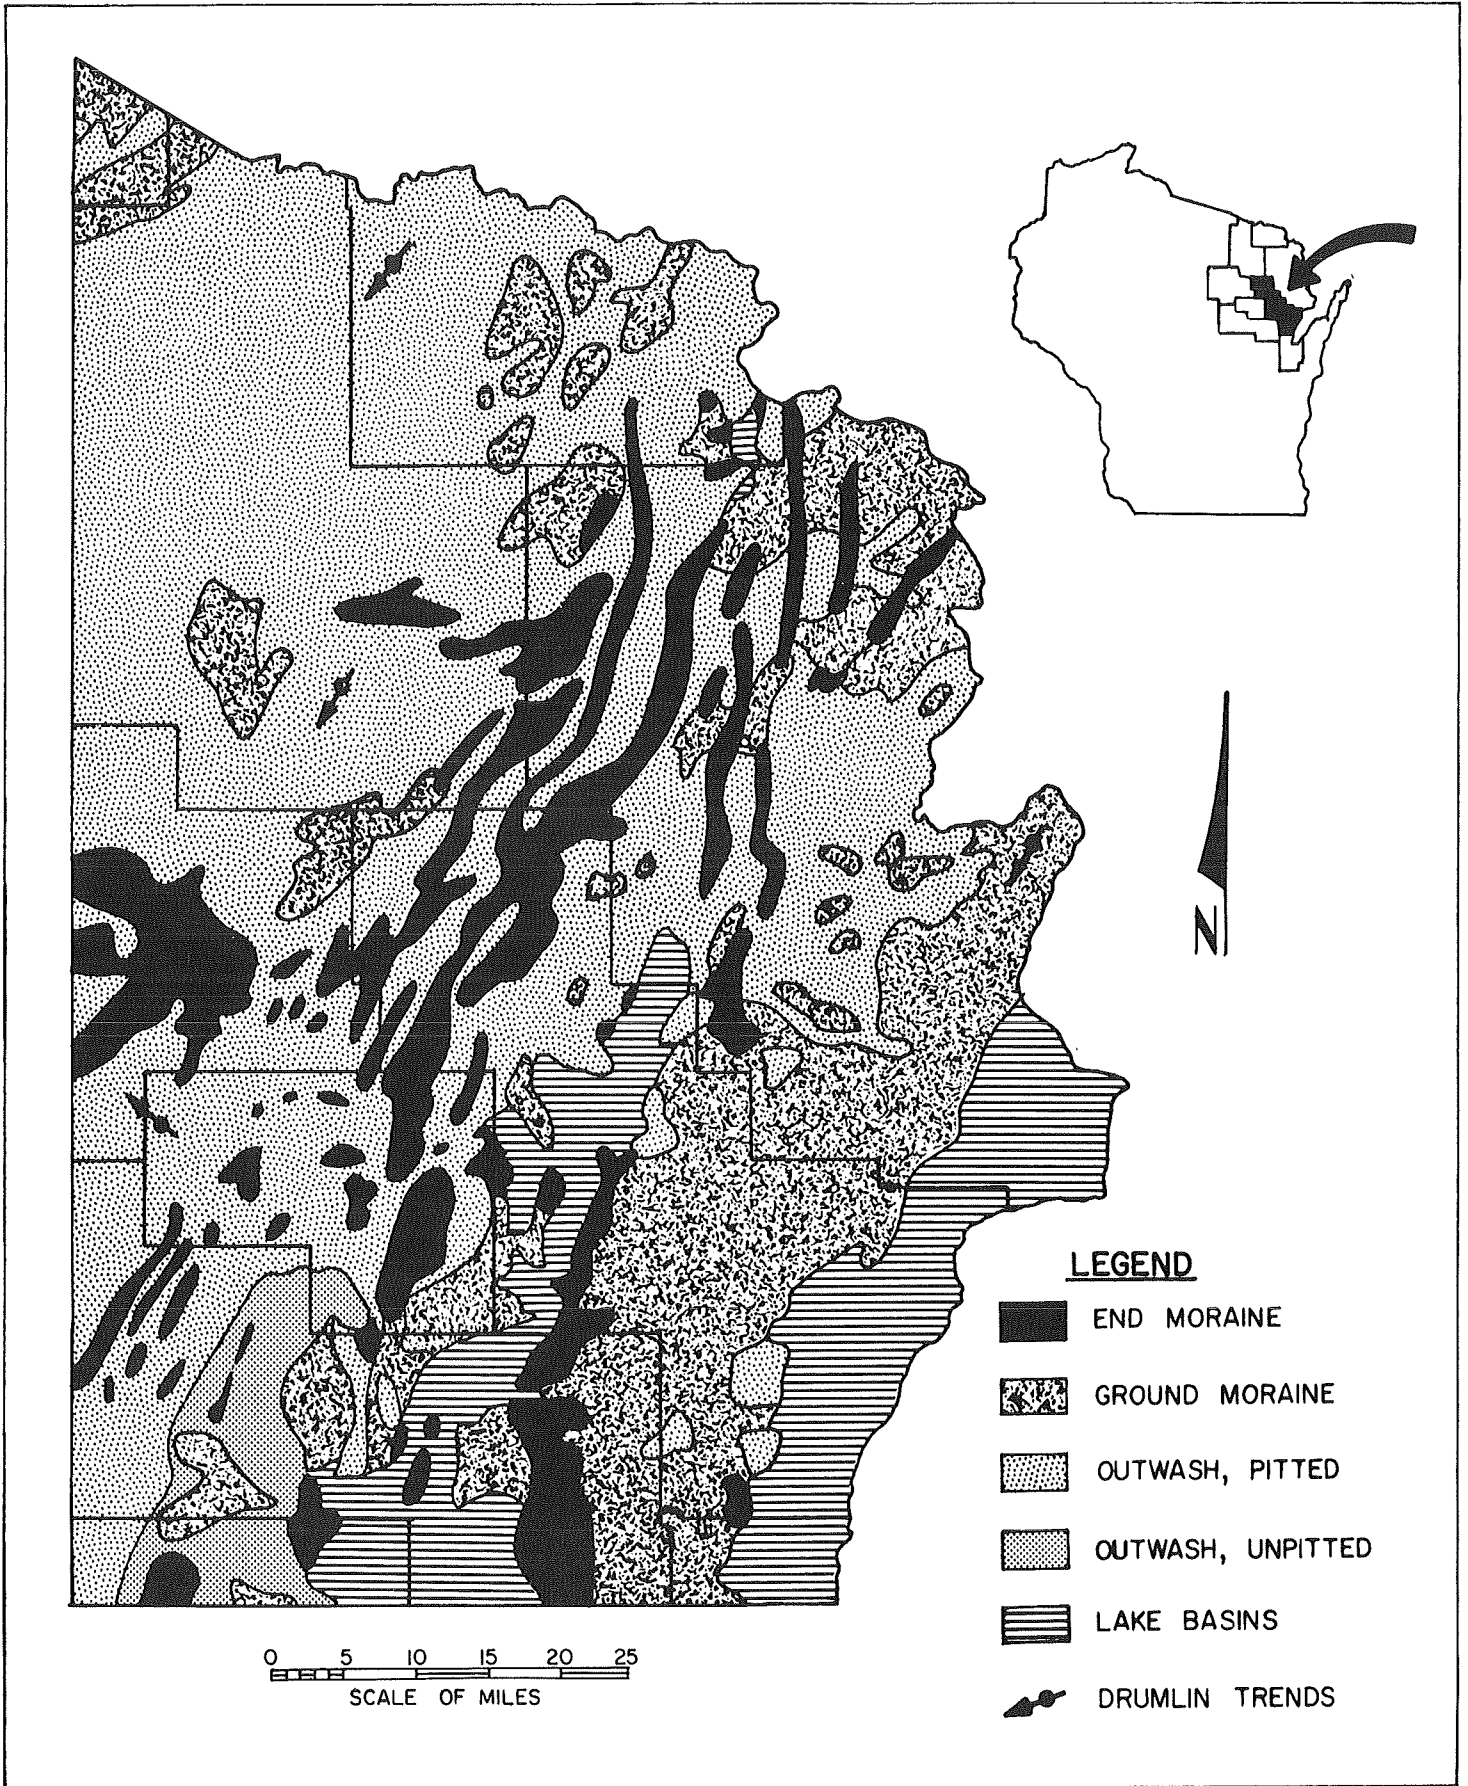 N
LEGEND
END MORAINE
GROUND MORAINE
OUTWASH, PITTED
OUTWASH, UNPITTED
LAKE BASINS
DRUMLIN TRENDS
0 5 10 15 20 25
SCALE OF MILES